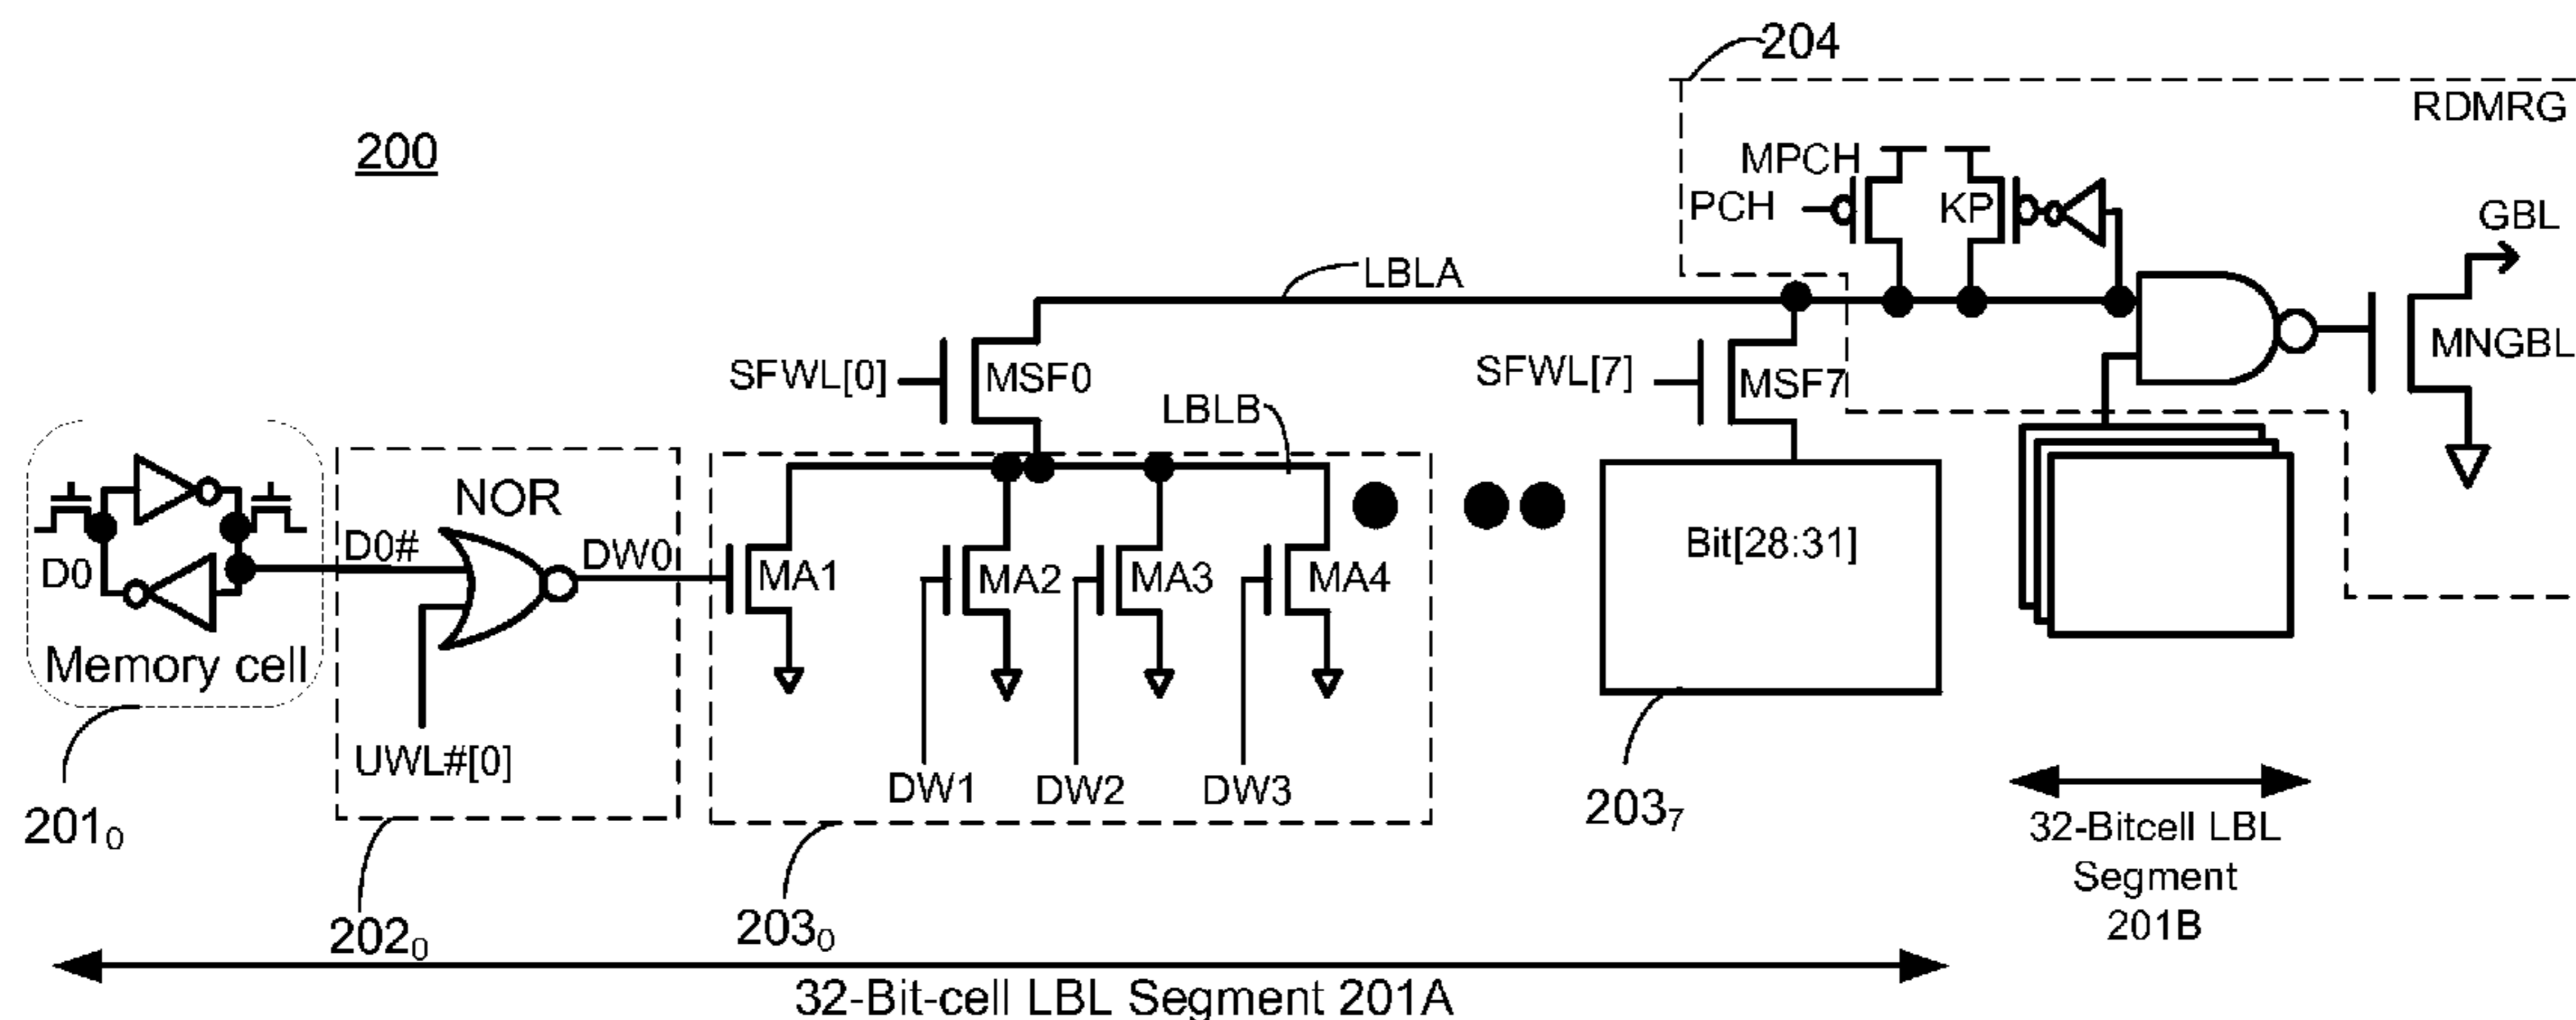 204
RDMRG
200
MPCH
PCH
KP
GBL
LBLA
MNGBL
SFWL[0]
MSF0
SFWL[7]
MSF7
LBLB
NOR
D0#
DW0
D0
MA1
MA2
MA3
MA4
Bit[28:31]
Memory cell
UWL#[0]
DW1
DW2
DW3
201₀
203₇
32-Bitcell LBL
Segment
201B
202₀
203₀
32-Bit-cell LBL Segment 201A